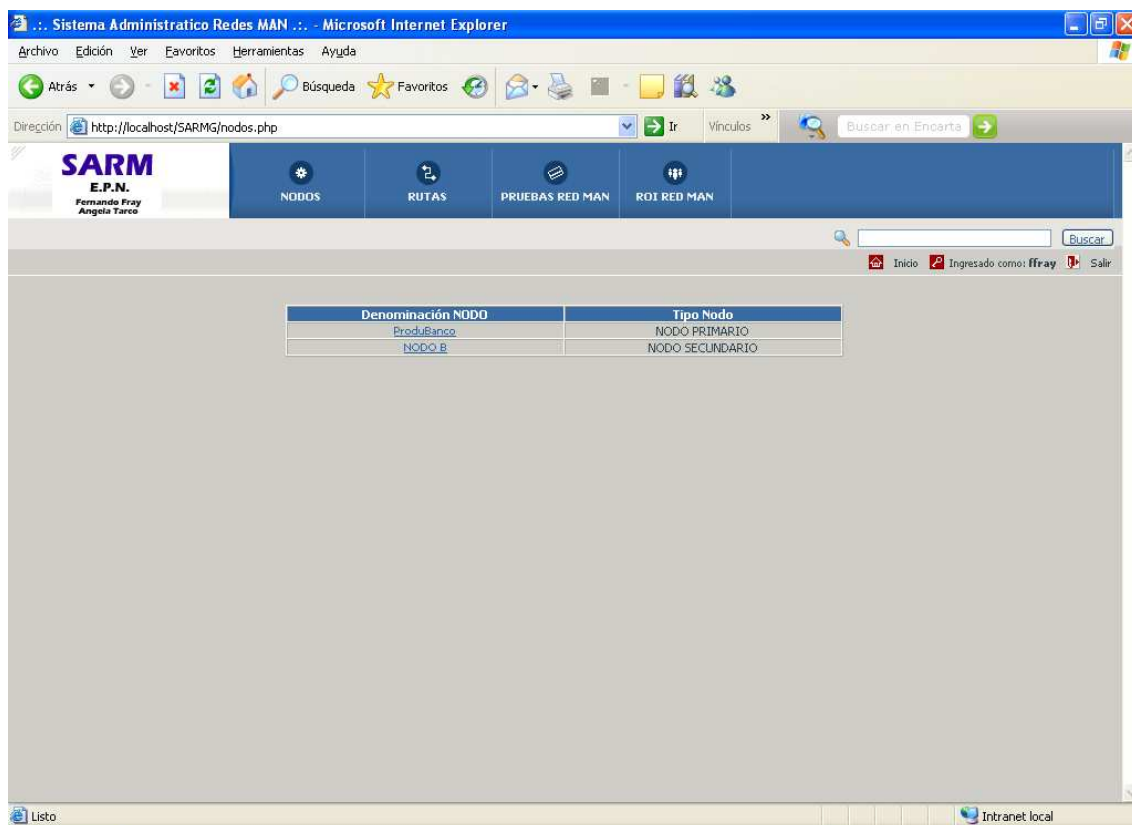 .:. Sistema Administratico Redes MAN .:. - Microsoft Internet Explorer
Archivo Edición Ver Favoritos Herramientas Ayuda
Atrás Búsqueda Favoritos
Dirección http://localhost/SARMG/nodos.php Ir Vínculos » Buscar en Encarta
SARM
E.P.N.
Fernando Fray
Angela Tarco
NODOS RUTAS PRUEBAS RED MAN ROI RED MAN
Buscar
Inicio Ingresado como: ffray Salir
Denominación NODO Tipo Nodo
ProduBanco NODO PRIMARIO
NODO B NODO SECUNDARIO
Listo Intranet local